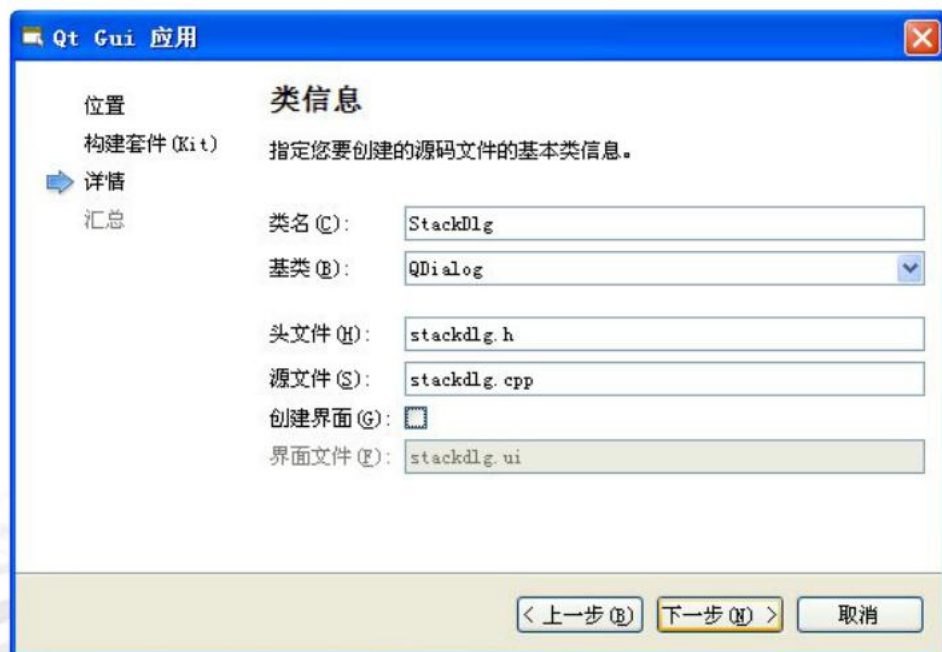 Qt Gui 应用
位置
构建套件(Kit)
详情
汇总
类信息
指定您要创建的源码文件的基本类信息。
类名(C): StackDlg
基类(B): QDialog
头文件(H): stackdlg.h
源文件(S): stackdlg.cpp
创建界面(G):
界面文件(F): stackdlg.ui
< 上一步(B) 下一步(N) > 取消